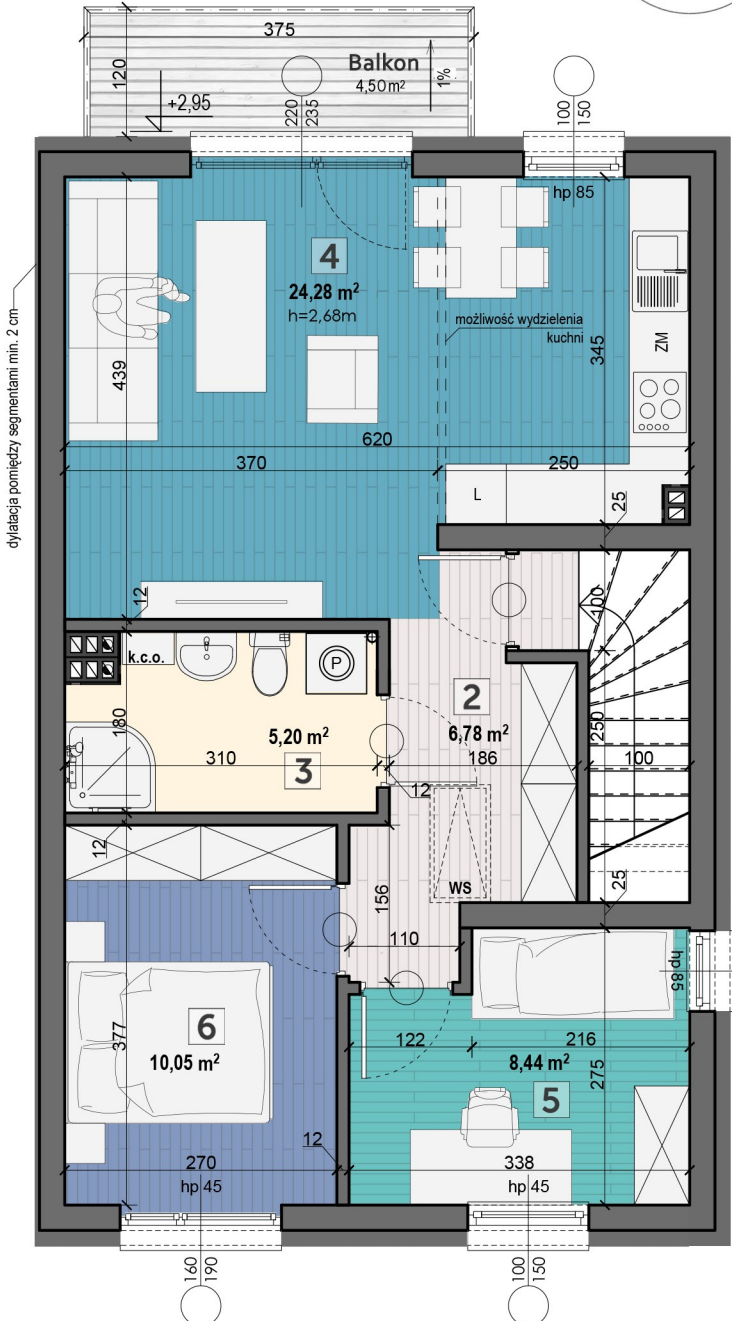 375
Balkon
4,50 m²
1%
120
+2,95
220
235
100
150
hp 85
4
24,28 m²
h=2,68m
możliwość wydzielenia
kuchni
ZM
345
439
dylatacja pomiędzy segmentami min. 2 cm
620
370
250
L
25
12
100
k.c.o.
P
2
6,78 m²
180
5,20 m²
310
3
186
250
100
12
12
WS
156
25
110
hp 85
6
10,05 m²
377
122
216
8,44 m²
275
5
12
270
338
hp 45
hp 45
160
190
100
150